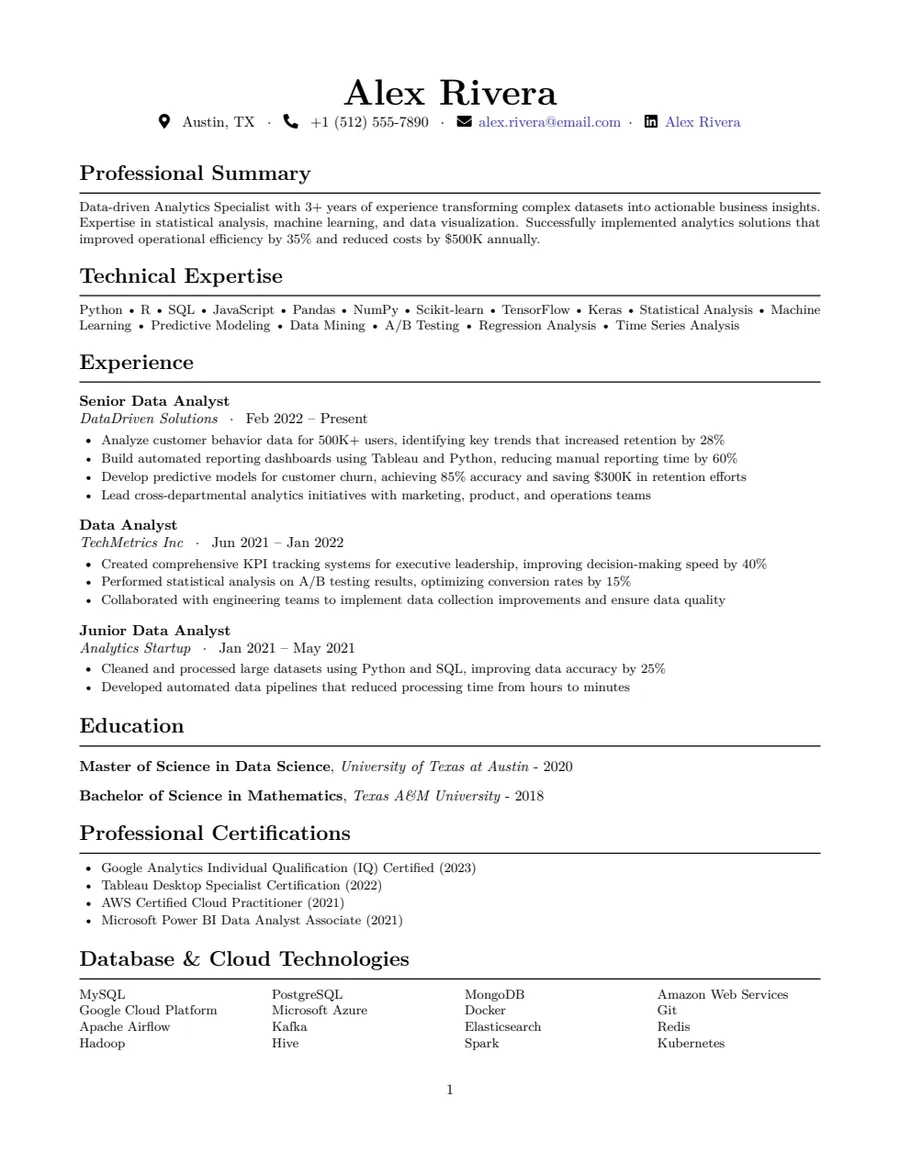 Alex Rivera
Austin, TX · +1 (512) 555-7890 · alex.rivera@email.com · Alex Rivera
Professional Summary
Data-driven Analytics Specialist with 3+ years of experience transforming complex datasets into actionable business insights.
Expertise in statistical analysis, machine learning, and data visualization. Successfully implemented analytics solutions that
improved operational efficiency by 35% and reduced costs by $500K annually.
Technical Expertise
Python • R • SQL • JavaScript • Pandas • NumPy • Scikit-learn • TensorFlow • Keras • Statistical Analysis • Machine
Learning • Predictive Modeling • Data Mining • A/B Testing • Regression Analysis • Time Series Analysis
Experience
Senior Data Analyst
DataDriven Solutions · Feb 2022 – Present
• Analyze customer behavior data for 500K+ users, identifying key trends that increased retention by 28%
• Build automated reporting dashboards using Tableau and Python, reducing manual reporting time by 60%
• Develop predictive models for customer churn, achieving 85% accuracy and saving $300K in retention efforts
• Lead cross-departmental analytics initiatives with marketing, product, and operations teams
Data Analyst
TechMetrics Inc · Jun 2021 – Jan 2022
• Created comprehensive KPI tracking systems for executive leadership, improving decision-making speed by 40%
• Performed statistical analysis on A/B testing results, optimizing conversion rates by 15%
• Collaborated with engineering teams to implement data collection improvements and ensure data quality
Junior Data Analyst
Analytics Startup · Jan 2021 – May 2021
• Cleaned and processed large datasets using Python and SQL, improving data accuracy by 25%
• Developed automated data pipelines that reduced processing time from hours to minutes
Education
Master of Science in Data Science, University of Texas at Austin - 2020
Bachelor of Science in Mathematics, Texas A&M University - 2018
Professional Certifications
• Google Analytics Individual Qualification (IQ) Certified (2023)
• Tableau Desktop Specialist Certification (2022)
• AWS Certified Cloud Practitioner (2021)
• Microsoft Power BI Data Analyst Associate (2021)
Database & Cloud Technologies
MySQL PostgreSQL MongoDB Amazon Web Services
Google Cloud Platform Microsoft Azure Docker Git
Apache Airflow Kafka Elasticsearch Redis
Hadoop Hive Spark Kubernetes
1